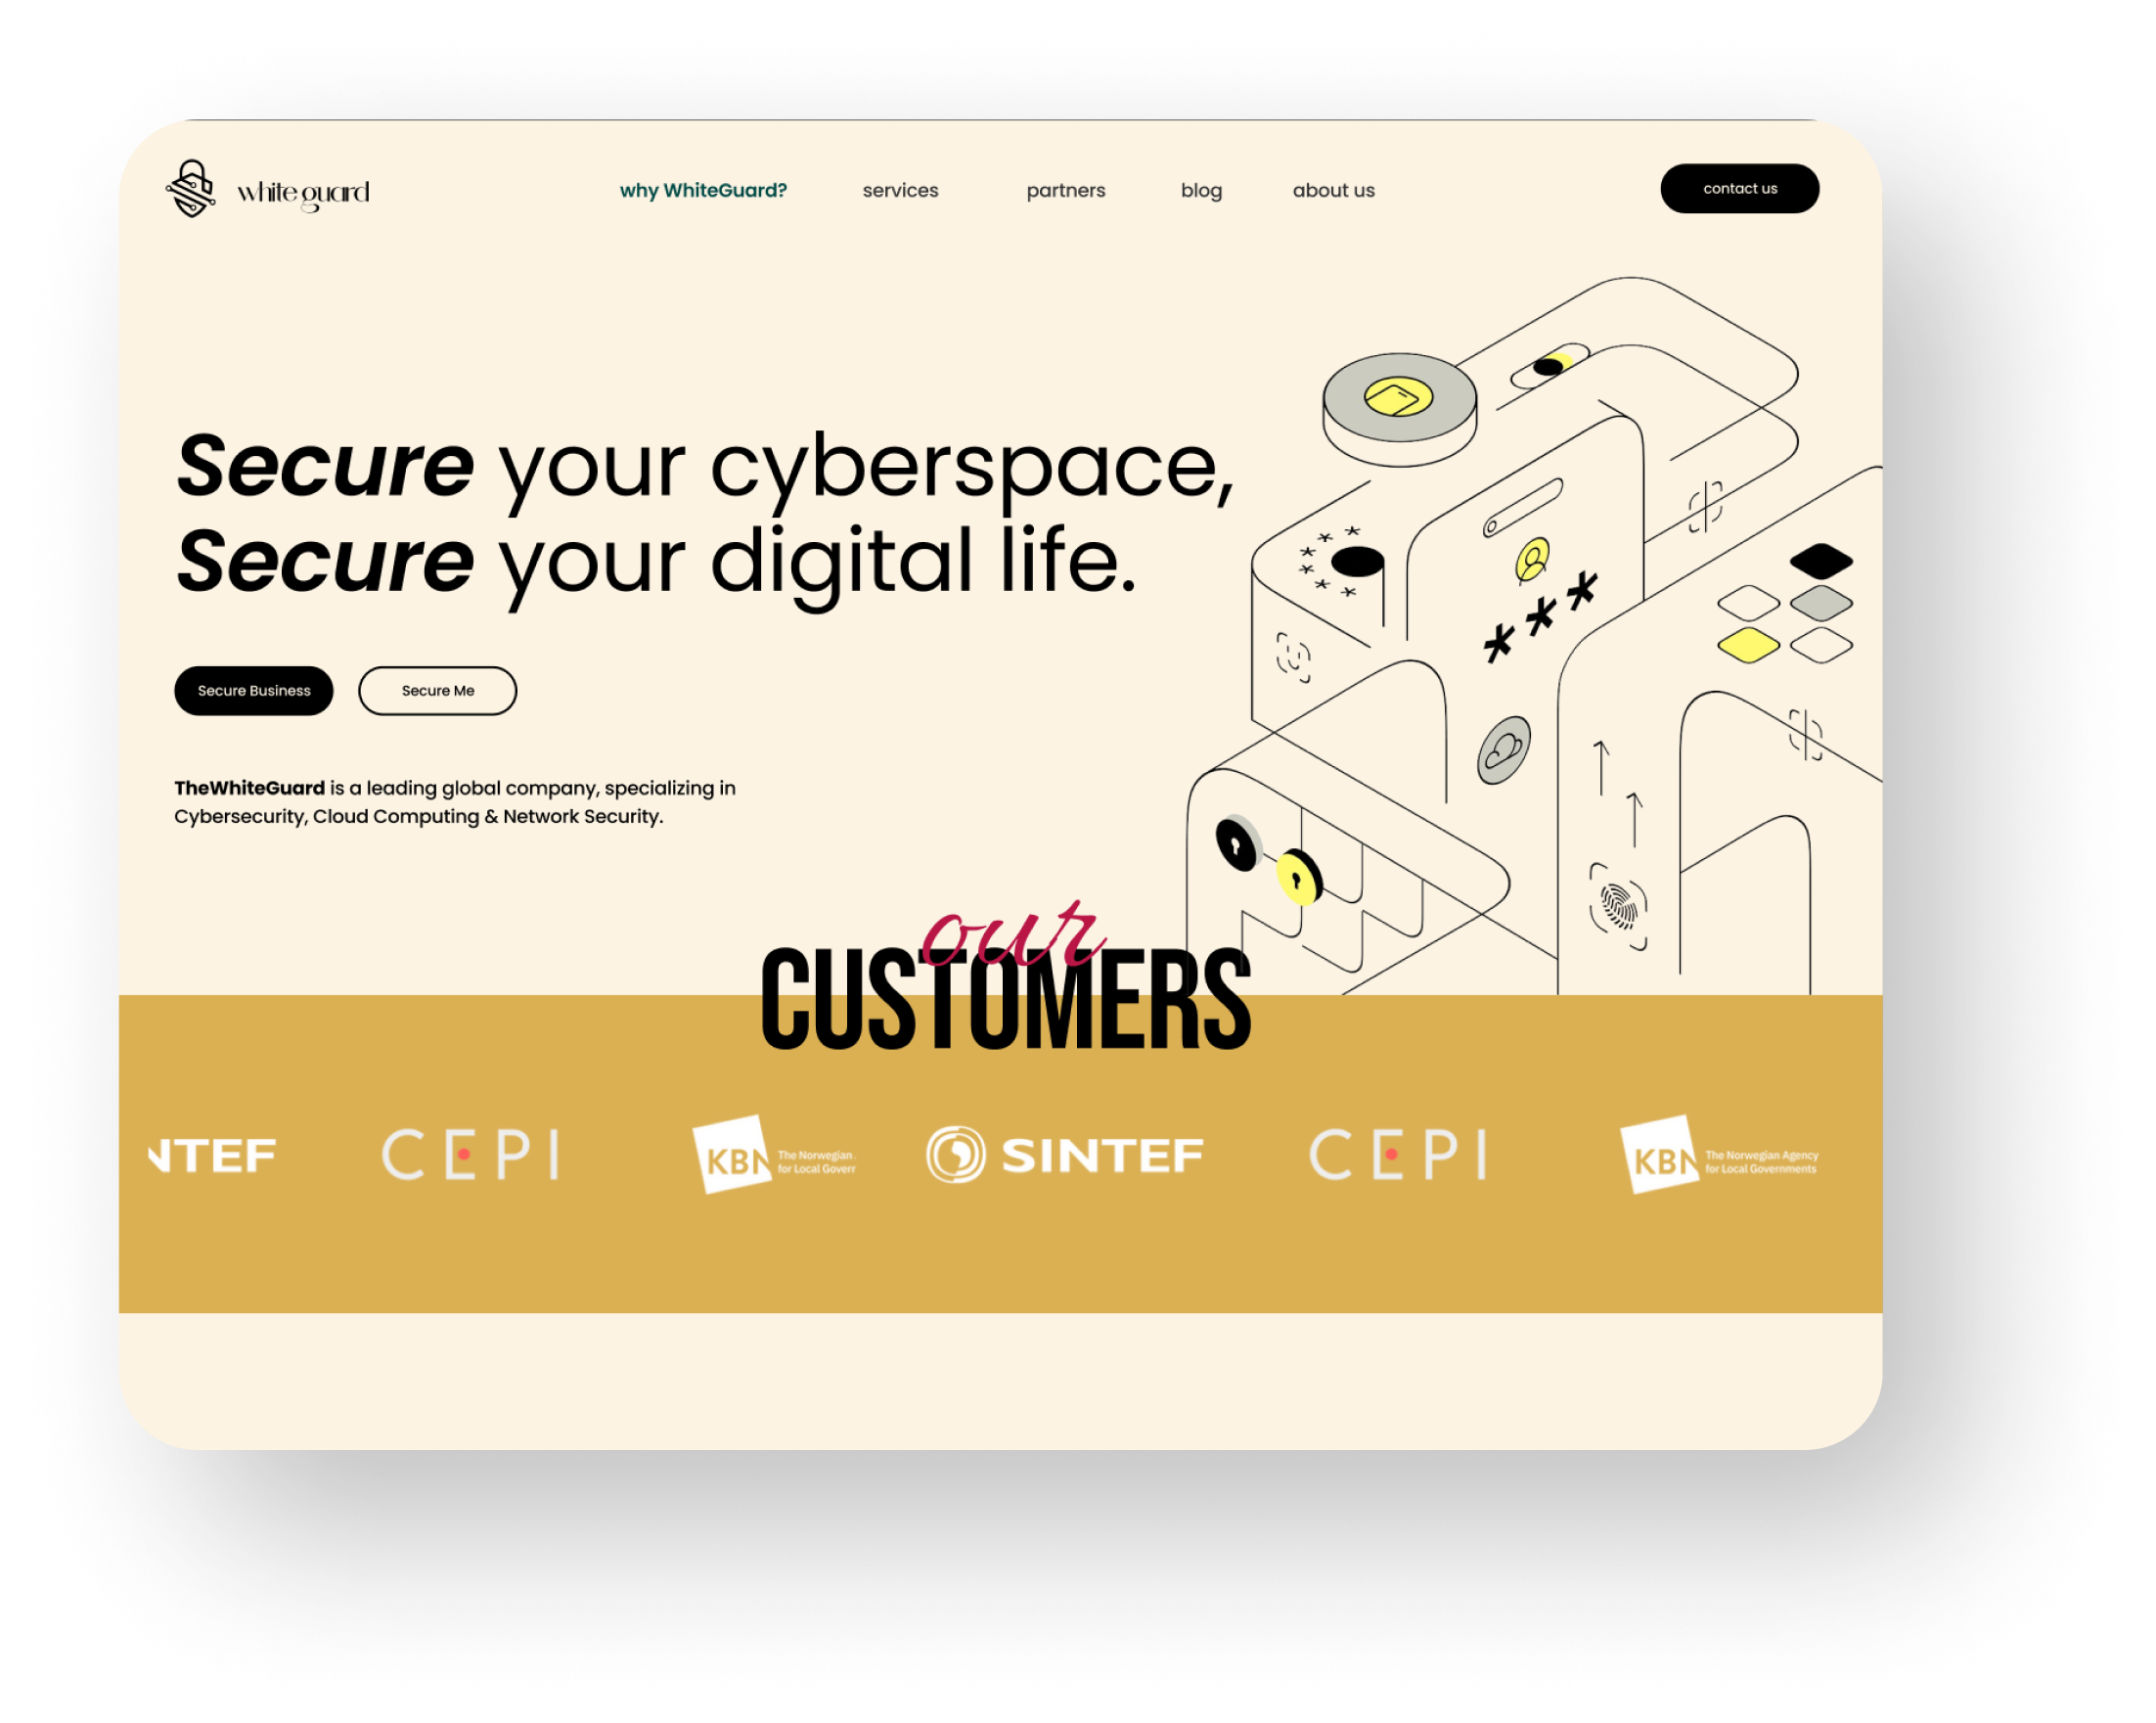 white guard
why WhiteGuard?
services
partners
blog
about us
contact us
Secure your cyberspace,
Secure your digital life.
Secure Business
Secure Me
TheWhiteGuard is a leading global company, specializing in
Cybersecurity, Cloud Computing & Network Security.
our
CUSTOMERS
NTEF
CEPI
KBN
The Norwegian
for Local Goverr
SINTEF
CEPI
KBN
The Norwegian Agency
for Local Governments